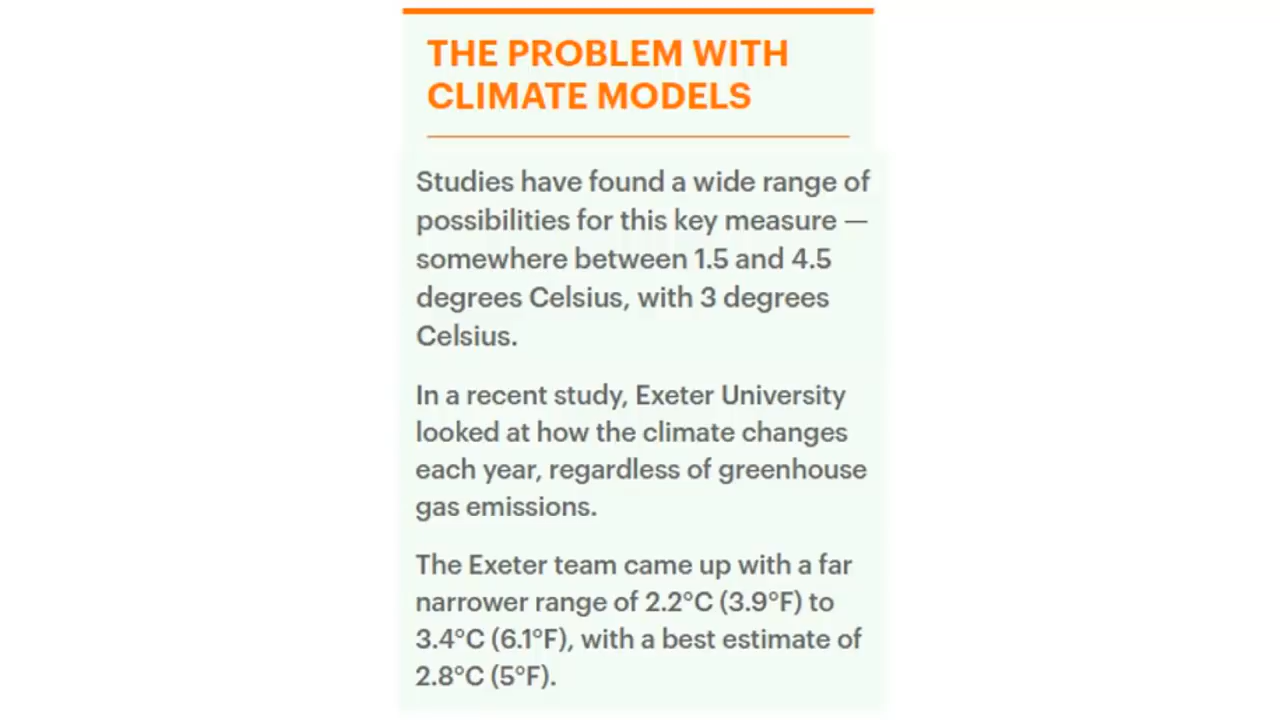 THE PROBLEM WITH
CLIMATE MODELS
Studies have found a wide range of
possibilities for this key measure —
somewhere between 1.5 and 4.5
degrees Celsius, with 3 degrees
Celsius.
In a recent study, Exeter University
looked at how the climate changes
each year, regardless of greenhouse
gas emissions.
The Exeter team came up with a far
narrower range of 2.2°C (3.9°F) to
3.4°C (6.1°F), with a best estimate of
2.8°C (5°F).